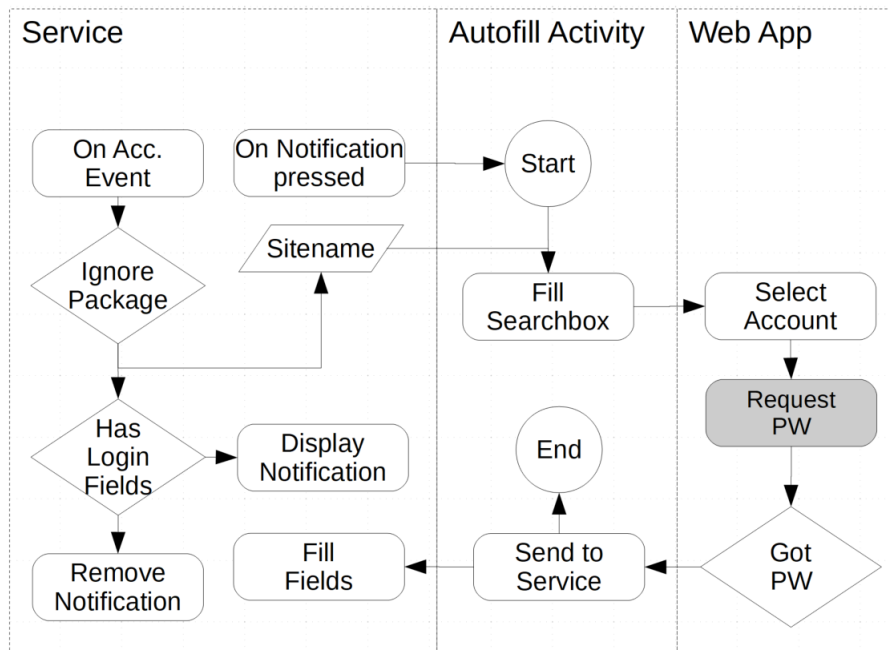 Service
Autofill Activity
Web App
On Acc.
Event
On Notification
pressed
Start
Sitename
Ignore
Package
Fill
Searchbox
Select
Account
Request
PW
Has
Login
Fields
Display
Notification
End
Remove
Notification
Fill
Fields
Send to
Service
Got
PW